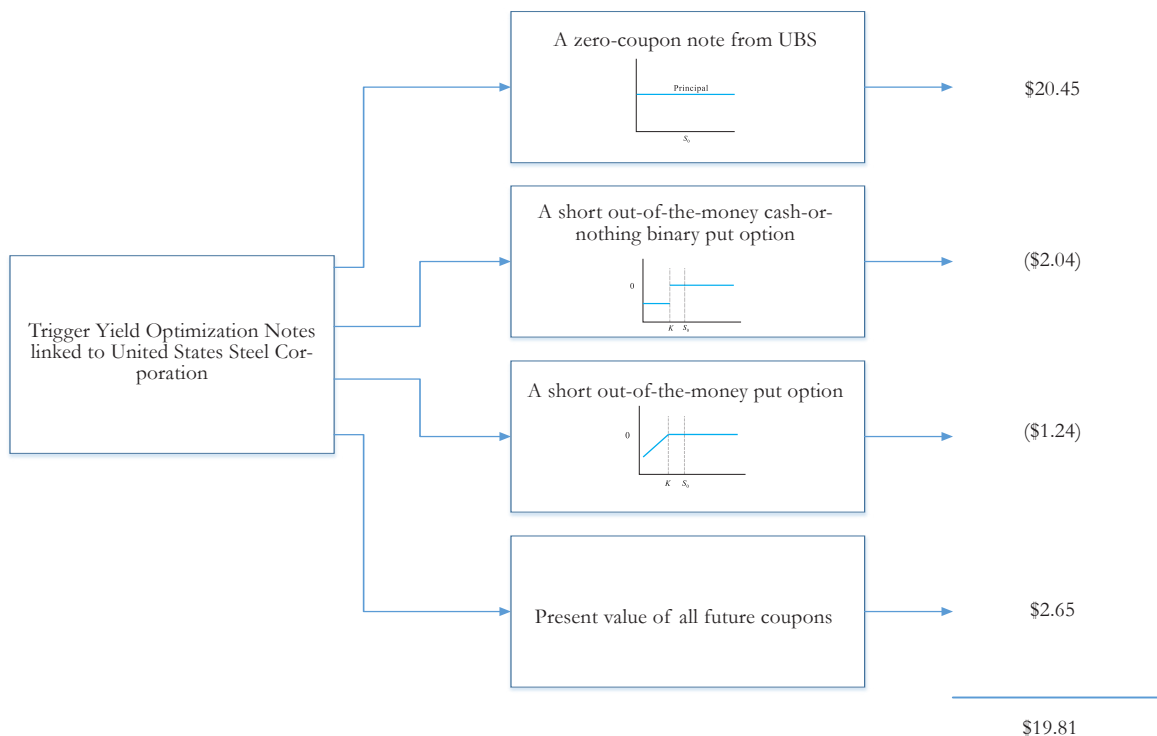 A zero-coupon note from UBS
Principal
S0
$20.45
A short out-of-the-money cash-or-
nothing binary put option
0
K S0
($2.04)
Trigger Yield Optimization Notes
linked to United States Steel Cor-
poration
A short out-of-the-money put option
0
K S0
($1.24)
Present value of all future coupons
$2.65
$19.81